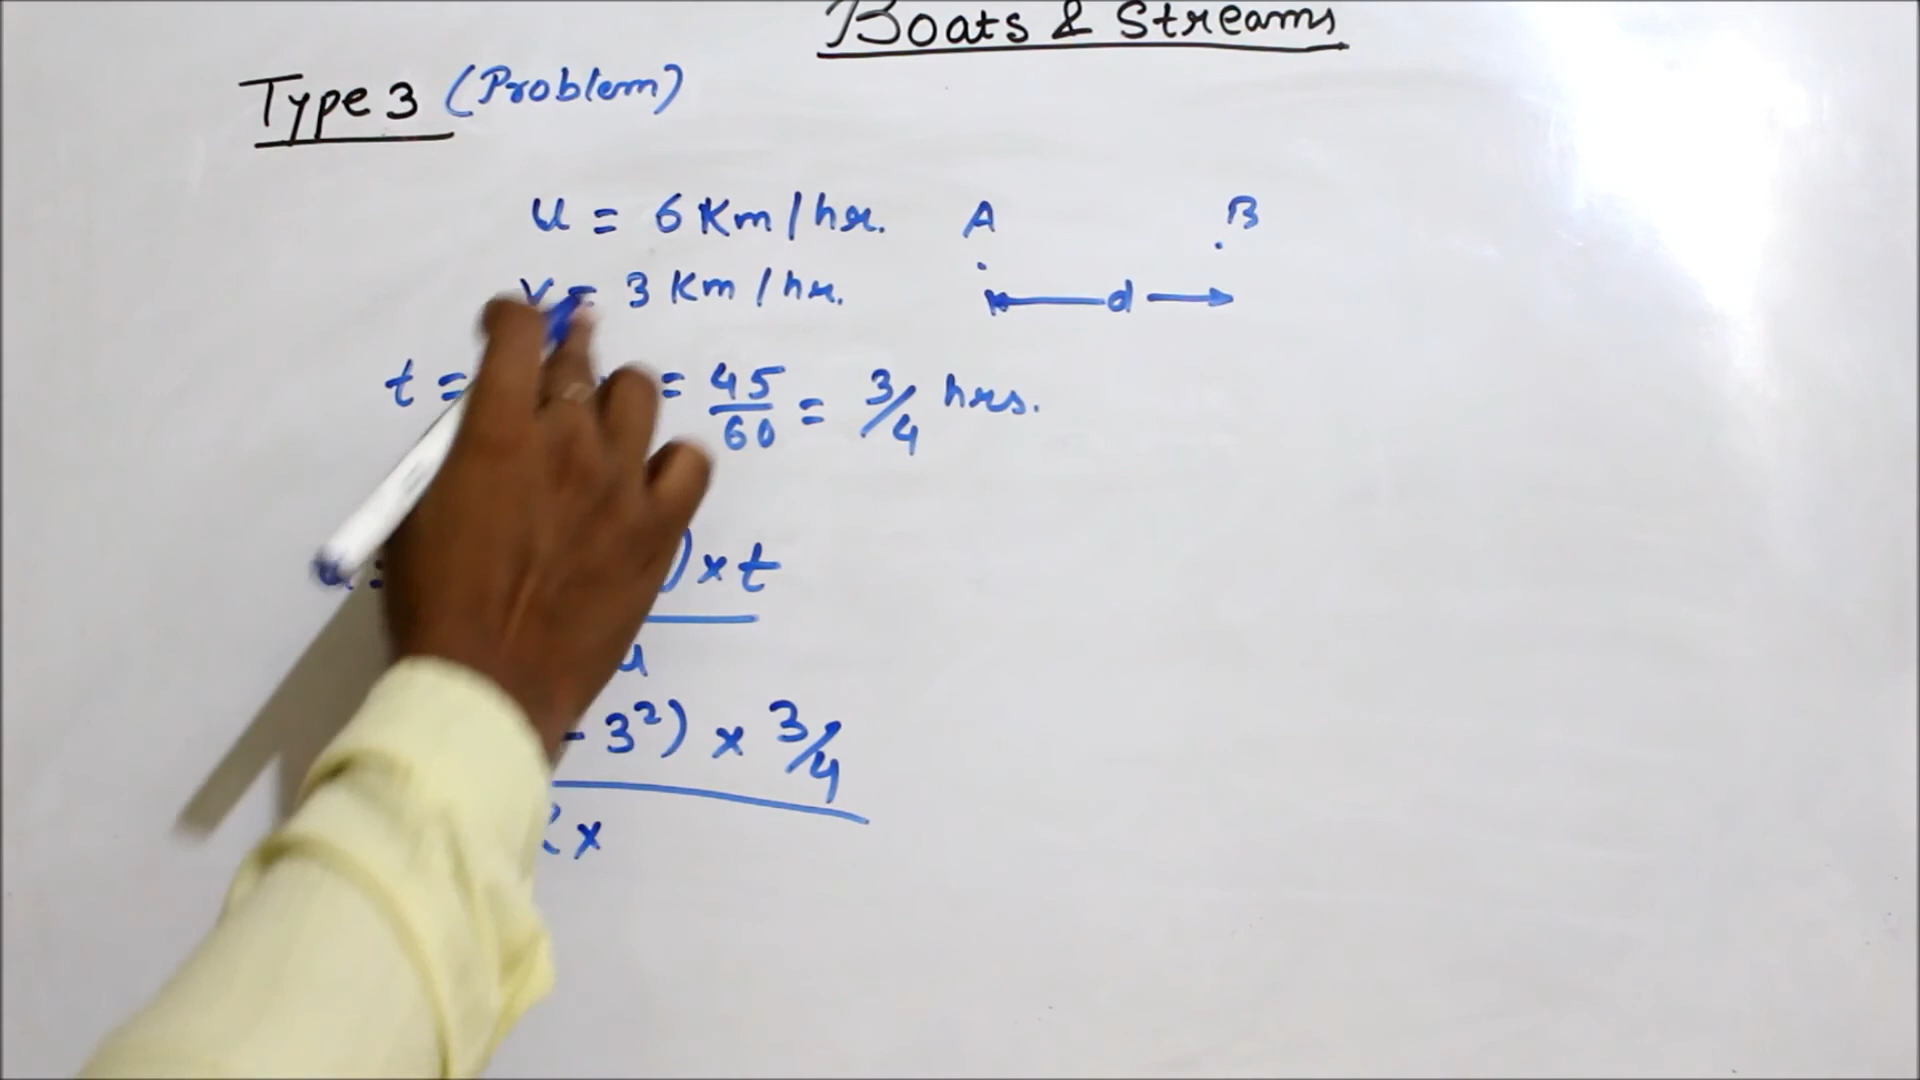 Boats & Streams
Type 3 (Problem)
u = 6 Km/hr. A B
v = 3 Km/hr. d
t = = 45/60 = 3/4 hrs.
) x t
u
- 3²) x 3/4
2 x